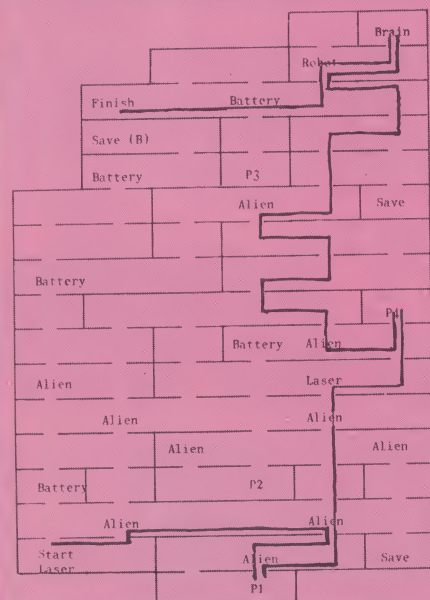 Brain
Robot
Finish Battery
Save (B)
Battery P3
Alien Save
Battery
P4
Battery Alien
Alien Laser
Alien Alien
Alien Alien
Battery P2
Alien Alien
Start Alien Save
Laser
P1